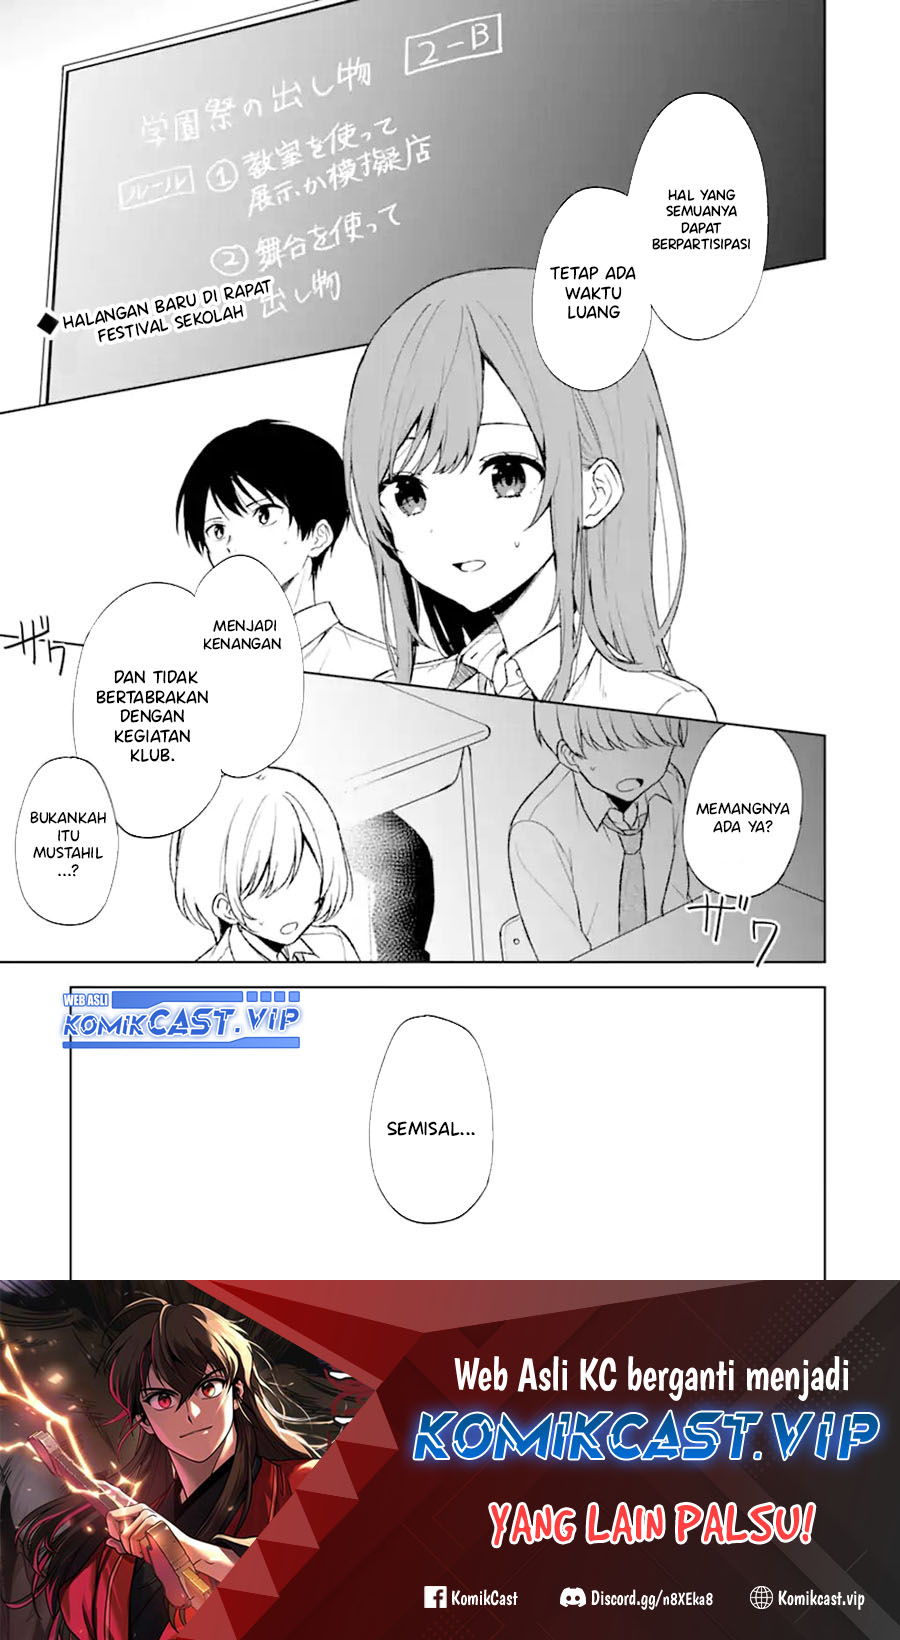 学園祭の出し物 2-B
ルール ①教室を使って
展示か模擬店
②舞台を使って
出し物
◆HALANGAN BARU DI RAPAT
FESTIVAL SEKOLAH
HAL YANG
SEMUANYA
DAPAT
BERPARTISIPASI
TETAP ADA
WAKTU
LUANG
MENJADI
KENANGAN
DAN TIDAK
BERTABRAKAN
DENGAN
KEGIATAN
KLUB.
ザワ
MEMANGNYA
ADA YA?
BUKANKAH
ITU
MUSTAHIL
...?
ザワ
WEB ASLI
KOMIKCAST.VIP
SEMISAL...
Web Asli KC berganti menjadi
KOMIKCAST.VIP
YANG LAIN PALSU!
KomikCast Discord.gg/n8XEka8 Komikcast.vip